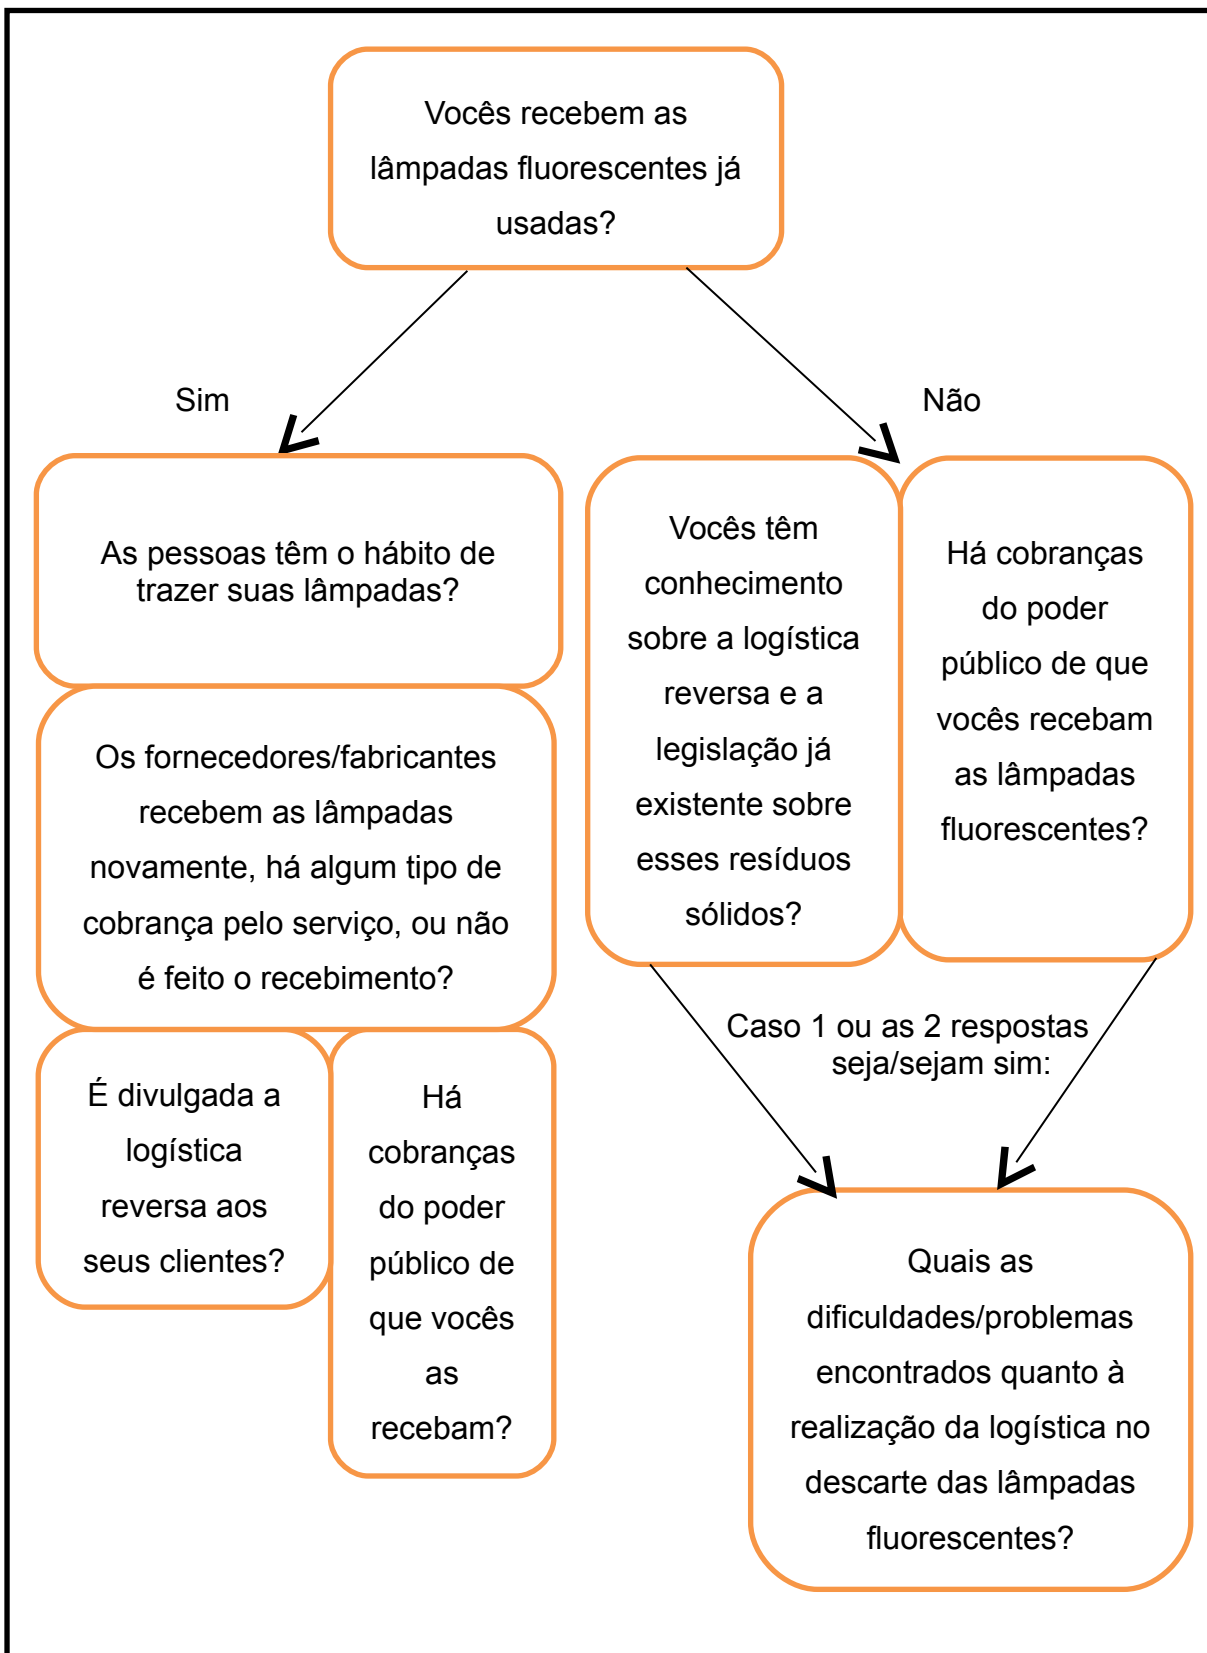 Vocês recebem as
lâmpadas fluorescentes já
usadas?
Sim
Não
As pessoas têm o hábito de
trazer suas lâmpadas?
Os fornecedores/fabricantes
recebem as lâmpadas
novamente, há algum tipo de
cobrança pelo serviço, ou não
é feito o recebimento?
É divulgada a
logística
reversa aos
seus clientes?
Há
cobranças
do poder
público de
que vocês
as
recebam?
Vocês têm
conhecimento
sobre a logística
reversa e a
legislação já
existente sobre
esses resíduos
sólidos?
Há cobranças
do poder
público de que
vocês recebam
as lâmpadas
fluorescentes?
Caso 1 ou as 2 respostas
seja/sejam sim:
Quais as
dificuldades/problemas
encontrados quanto à
realização da logística no
descarte das lâmpadas
fluorescentes?